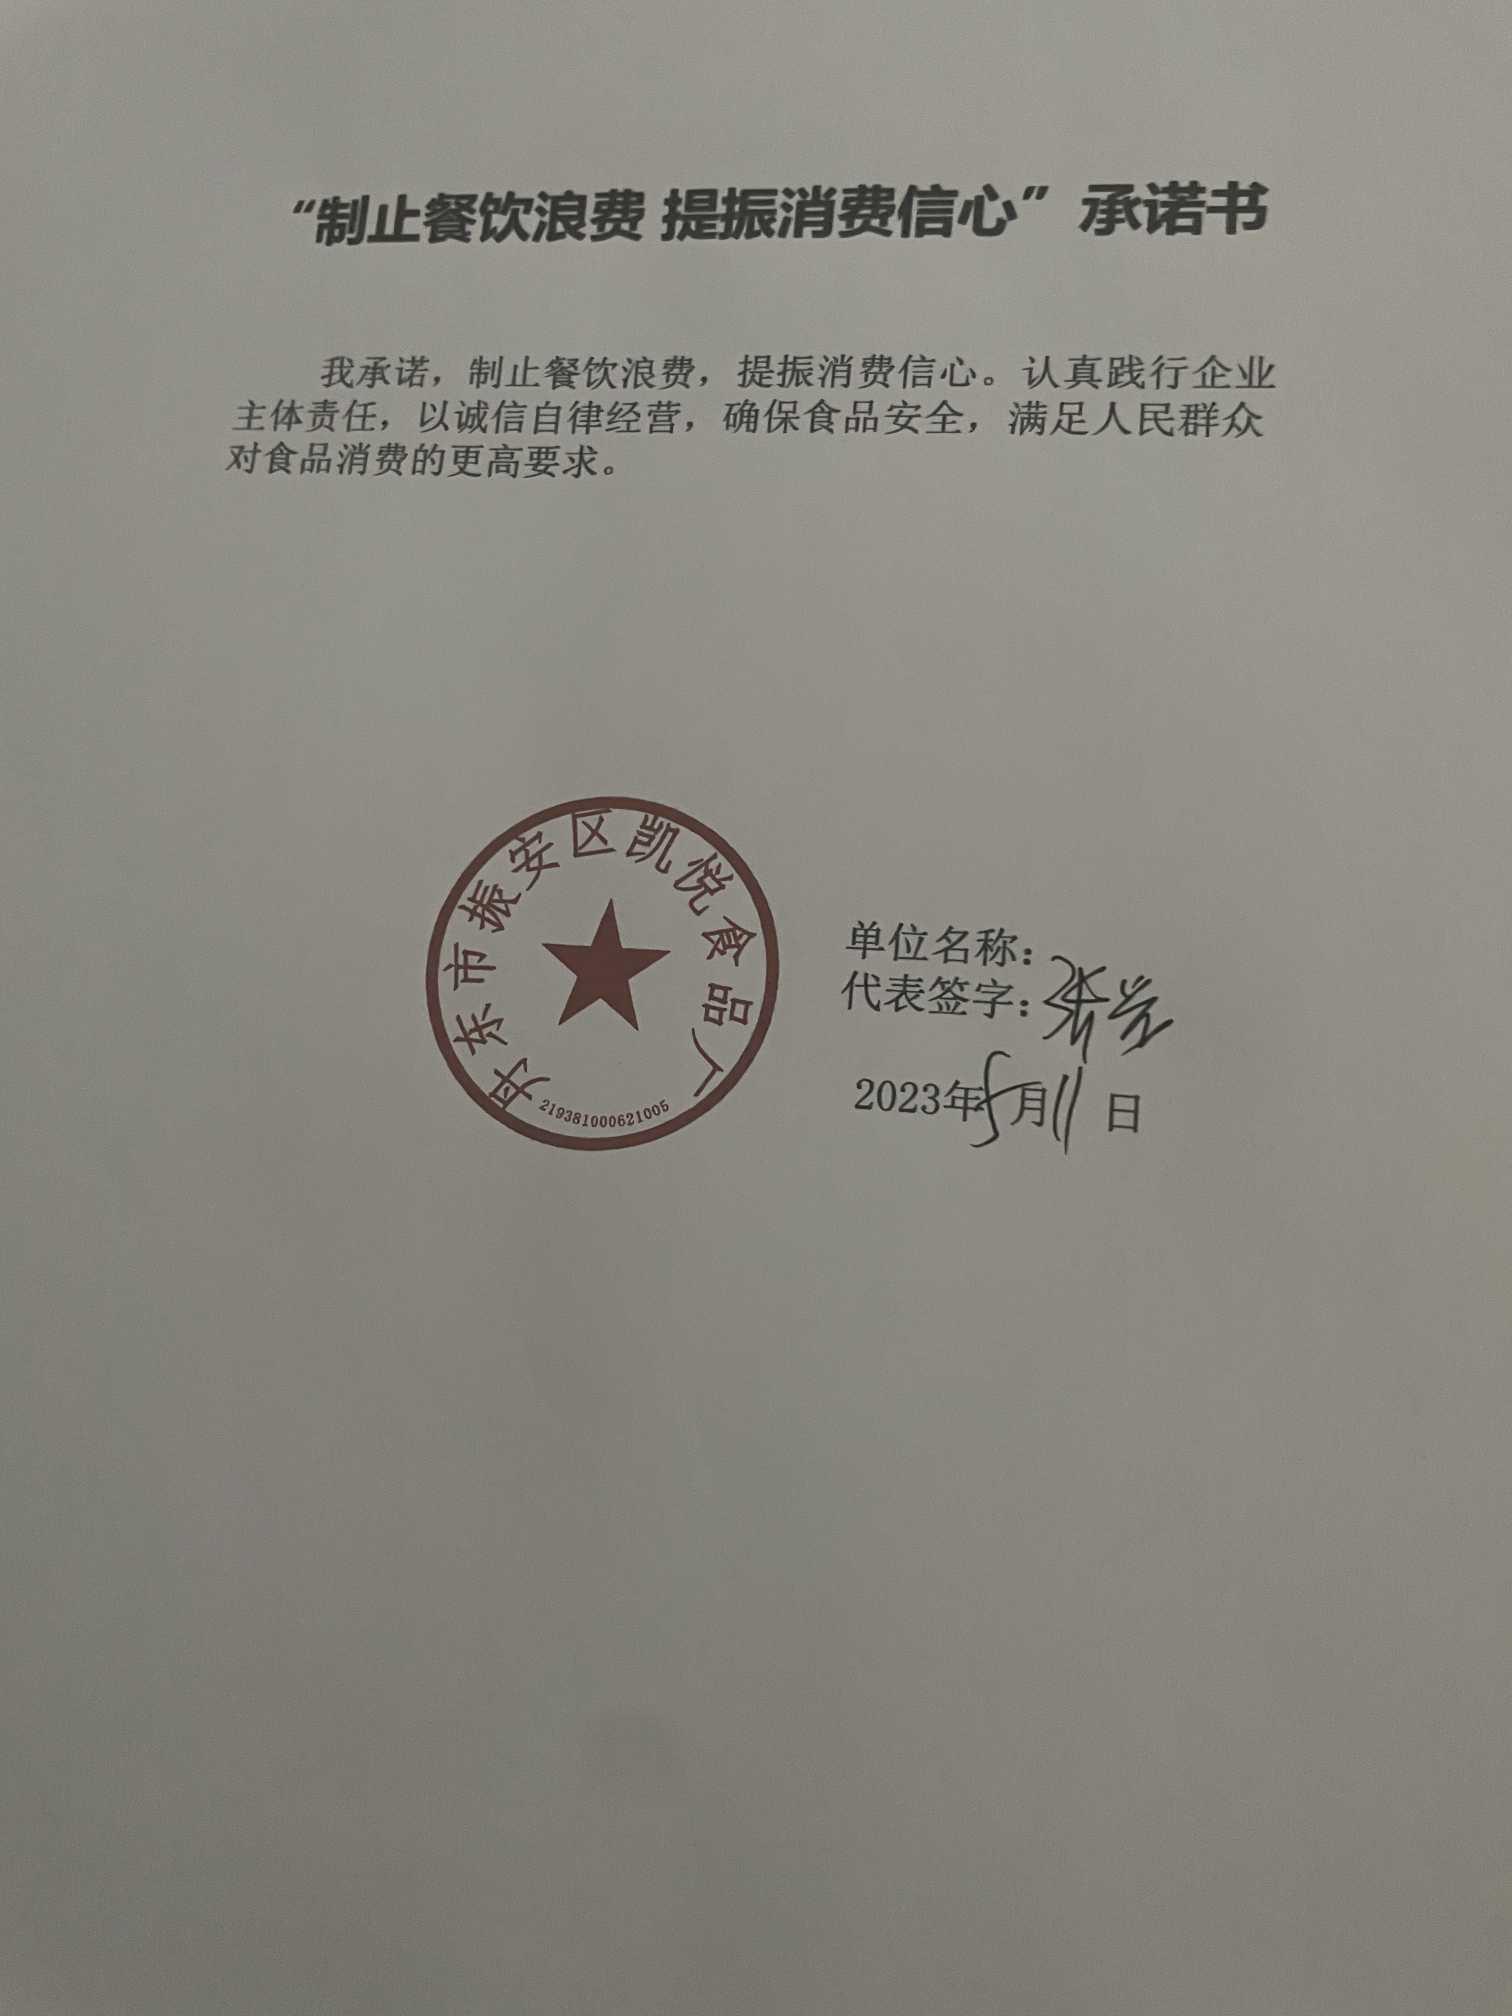 “制止餐饮浪费 提振消费信心”承诺书
我承诺，制止餐饮浪费，提振消费信心。认真践行企业
主体责任，以诚信自律经营，确保食品安全，满足人民群众
对食品消费的更高要求。
丹东市振安区凯悦食品厂
219381000621005
单位名称：
代表签字：张
2023年5月11日